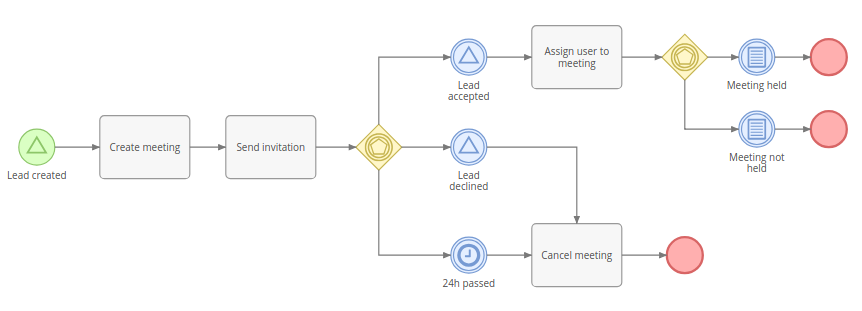 Lead created
Create meeting
Send invitation
Lead
accepted
Assign user to
meeting
Meeting held
Meeting not
held
Lead
declined
24h passed
Cancel meeting